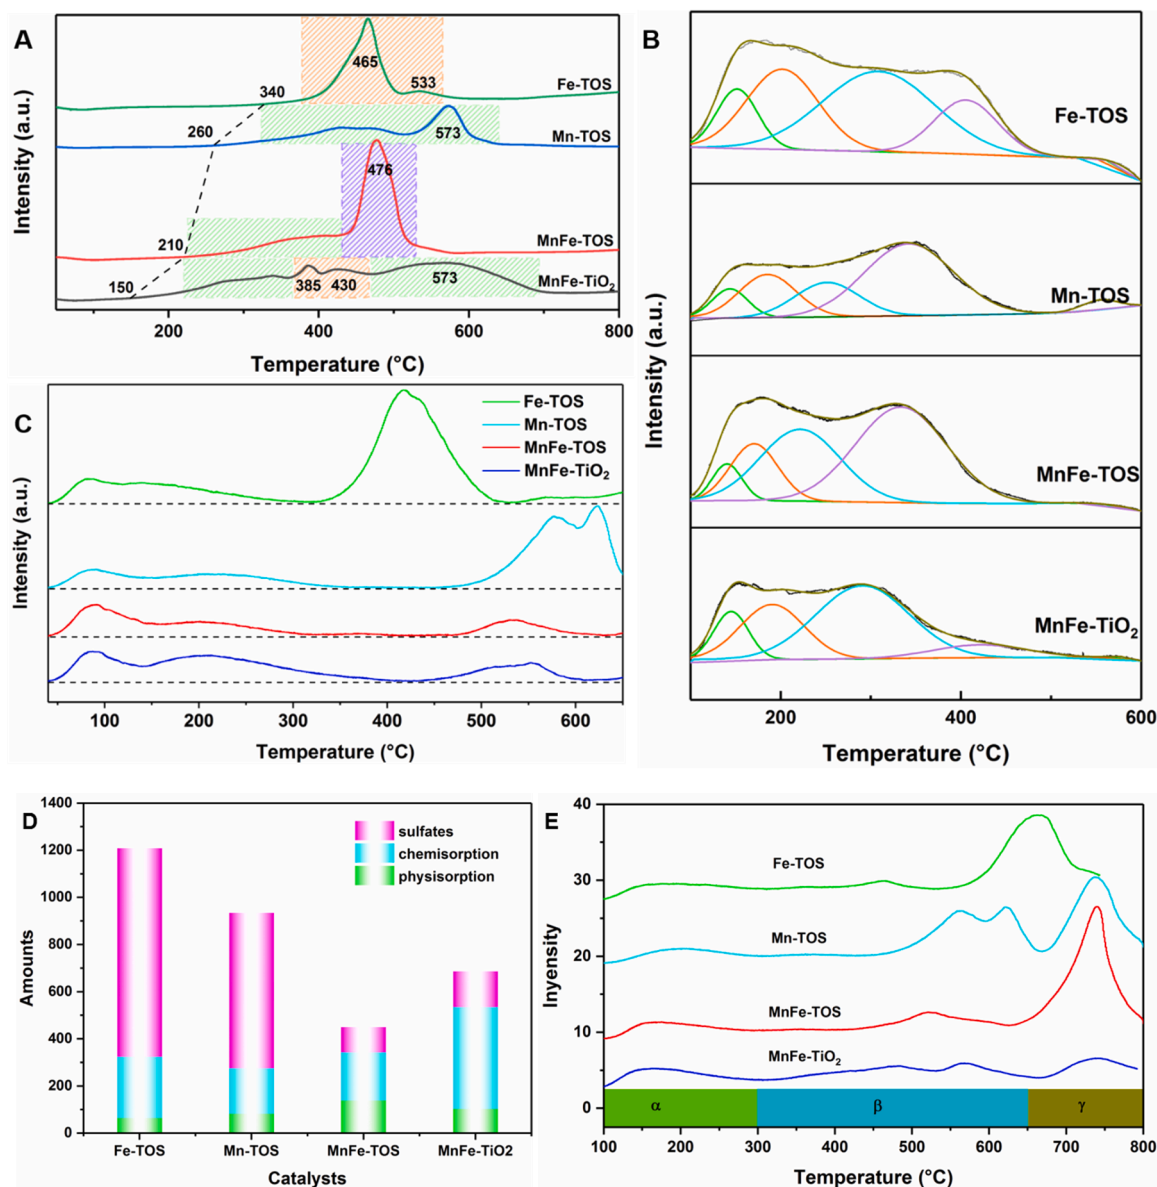 A
Intensity (a.u.)
465
533
340
Fe-TOS
260
573
Mn-TOS
476
210
MnFe-TOS
150
385
430
573
MnFe-TiO₂
200
400
600
800
Temperature (°C)
B
Intensity (a.u.)
Fe-TOS
Mn-TOS
MnFe-TOS
MnFe-TiO₂
200
400
600
Temperature (°C)
C
Intensity (a.u.)
Fe-TOS
Mn-TOS
MnFe-TOS
MnFe-TiO₂
100
200
300
400
500
600
Temperature (°C)
D
Amounts
1400
1200
1000
800
600
400
200
0
sulfates
chemisorption
physisorption
Fe-TOS
Mn-TOS
MnFe-TOS
MnFe-TiO2
Catalysts
E
Inyensity
40
30
20
10
0
Fe-TOS
Mn-TOS
MnFe-TOS
MnFe-TiO₂
α
β
γ
100
200
300
400
500
600
700
800
Temperature (°C)